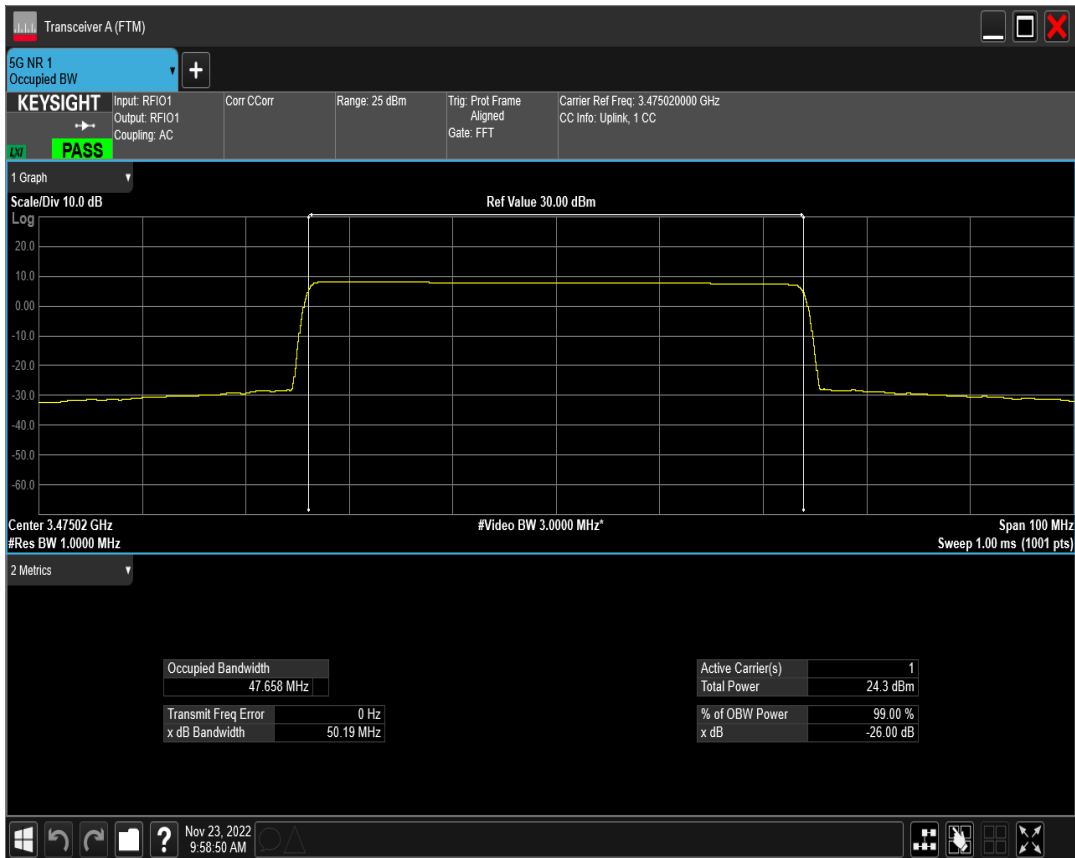 Transceiver A (FTM)
5G NR 1
Occupied BW
+
KEYSIGHT
LXI
PASS
Input: RFIO1
Output: RFIO1
Coupling: AC
Corr CCorr
Range: 25 dBm
Trig: Prot Frame
Aligned
Gate: FFT
Carrier Ref Freq: 3.475020000 GHz
CC Info: Uplink, 1 CC
1 Graph
Scale/Div 10.0 dB
Ref Value 30.00 dBm
Log
20.0
10.0
0.00
-10.0
-20.0
-30.0
-40.0
-50.0
-60.0
Center 3.47502 GHz
#Video BW 3.0000 MHz*
Span 100 MHz
#Res BW 1.0000 MHz
Sweep 1.00 ms (1001 pts)
2 Metrics
Occupied Bandwidth
47.658 MHz
Transmit Freq Error 0 Hz
x dB Bandwidth 50.19 MHz
Active Carrier(s) 1
Total Power 24.3 dBm
% of OBW Power 99.00 %
x dB -26.00 dB
?
Nov 23, 2022
9:58:50 AM